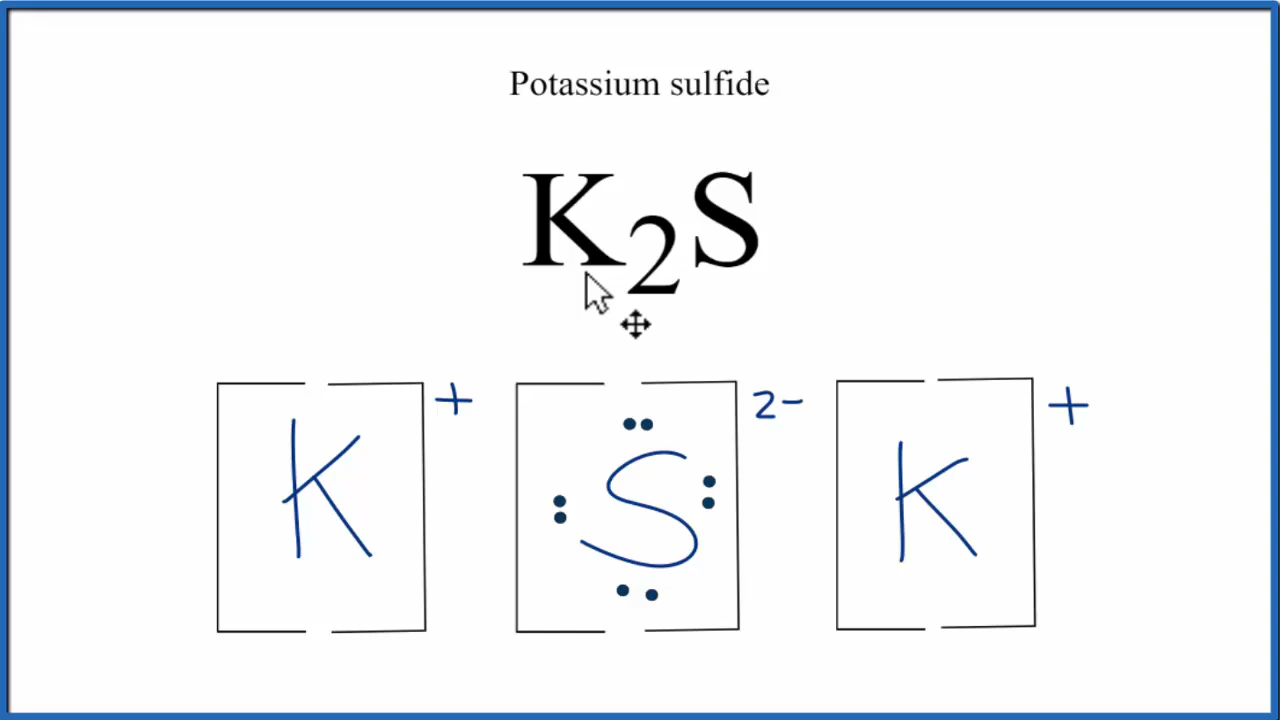 Potassium sulfide
K₂S
K + S 2- K +